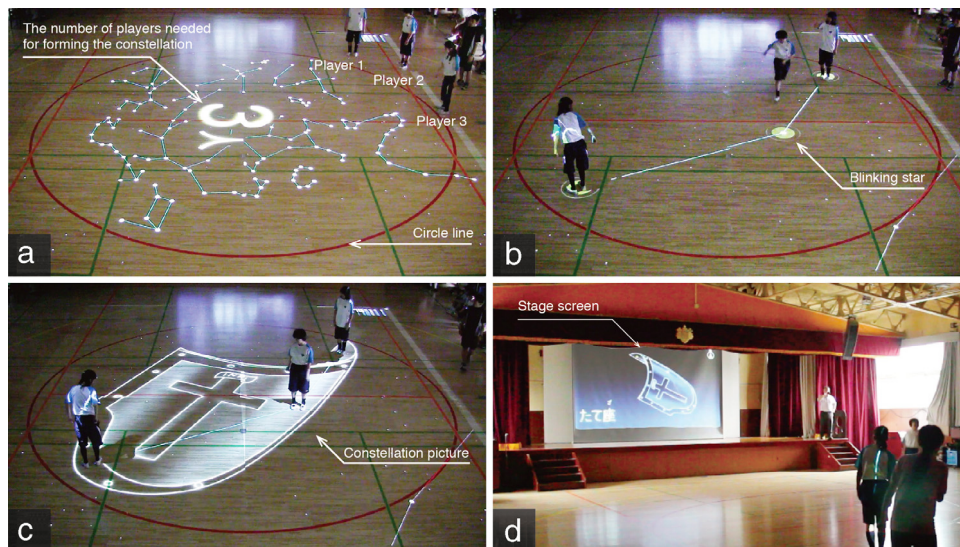 The number of players needed
for forming the constellation
Player 1
Player 2
3
Player 3
Circle line
a
Blinking star
b
Constellation picture
c
Stage screen
ざ
たて座
d